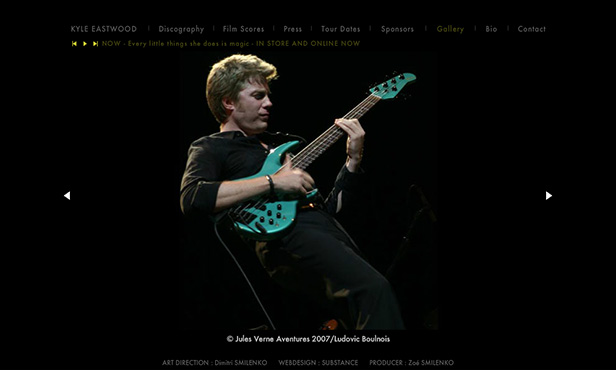 KYLE EASTWOOD | Discography | Film Scores | Press | Tour Dates | Sponsors | Gallery | Bio | Contact
NOW - Every little things she does is magic - IN STORE AND ONLINE NOW
© Jules Verne Aventures 2007/Ludovic Boulnois
ART DIRECTION : Dimitri SMILENKO WEBDESIGN : SUBSTANCE PRODUCER : Zoé SMILENKO